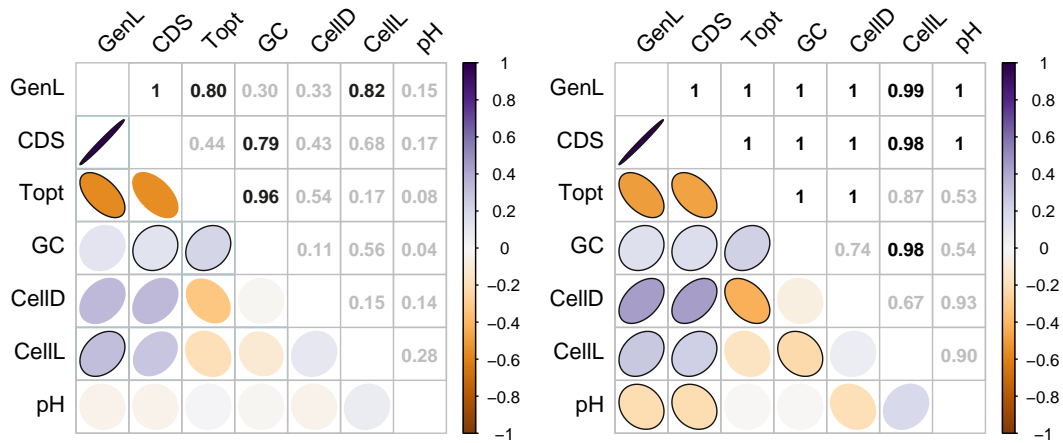 GenL CDS Topt GC CellD CellL pH
GenL 1 0.80 0.30 0.33 0.82 0.15
CDS 0.44 0.79 0.43 0.68 0.17
Topt 0.96 0.54 0.17 0.08
GC 0.11 0.56 0.04
CellD 0.15 0.14
CellL 0.28
pH
1
0.8
0.6
0.4
0.2
0
−0.2
−0.4
−0.6
−0.8
−1
GenL CDS Topt GC CellD CellL pH
GenL 1 1 1 1 0.99 1
CDS 1 1 1 0.98 1
Topt 1 1 0.87 0.53
GC 0.74 0.98 0.54
CellD 0.67 0.93
CellL 0.90
pH
1
0.8
0.6
0.4
0.2
0
−0.2
−0.4
−0.6
−0.8
−1